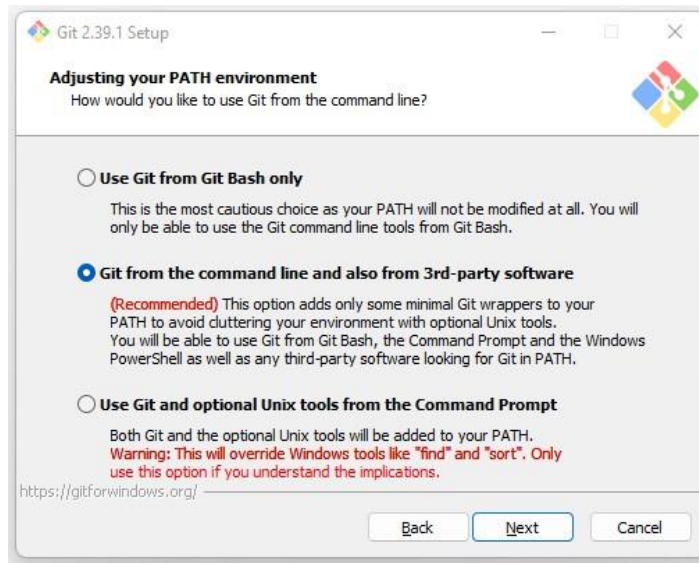 Git 2.39.1 Setup
Adjusting your PATH environment
How would you like to use Git from the command line?
Use Git from Git Bash only
This is the most cautious choice as your PATH will not be modified at all. You will
only be able to use the Git command line tools from Git Bash.
Git from the command line and also from 3rd-party software
(Recommended) This option adds only some minimal Git wrappers to your
PATH to avoid cluttering your environment with optional Unix tools.
You will be able to use Git from Git Bash, the Command Prompt and the Windows
PowerShell as well as any third-party software looking for Git in PATH.
Use Git and optional Unix tools from the Command Prompt
Both Git and the optional Unix tools will be added to your PATH.
Warning: This will override Windows tools like "find" and "sort". Only
use this option if you understand the implications.
https://gitforwindows.org/
Back Next Cancel